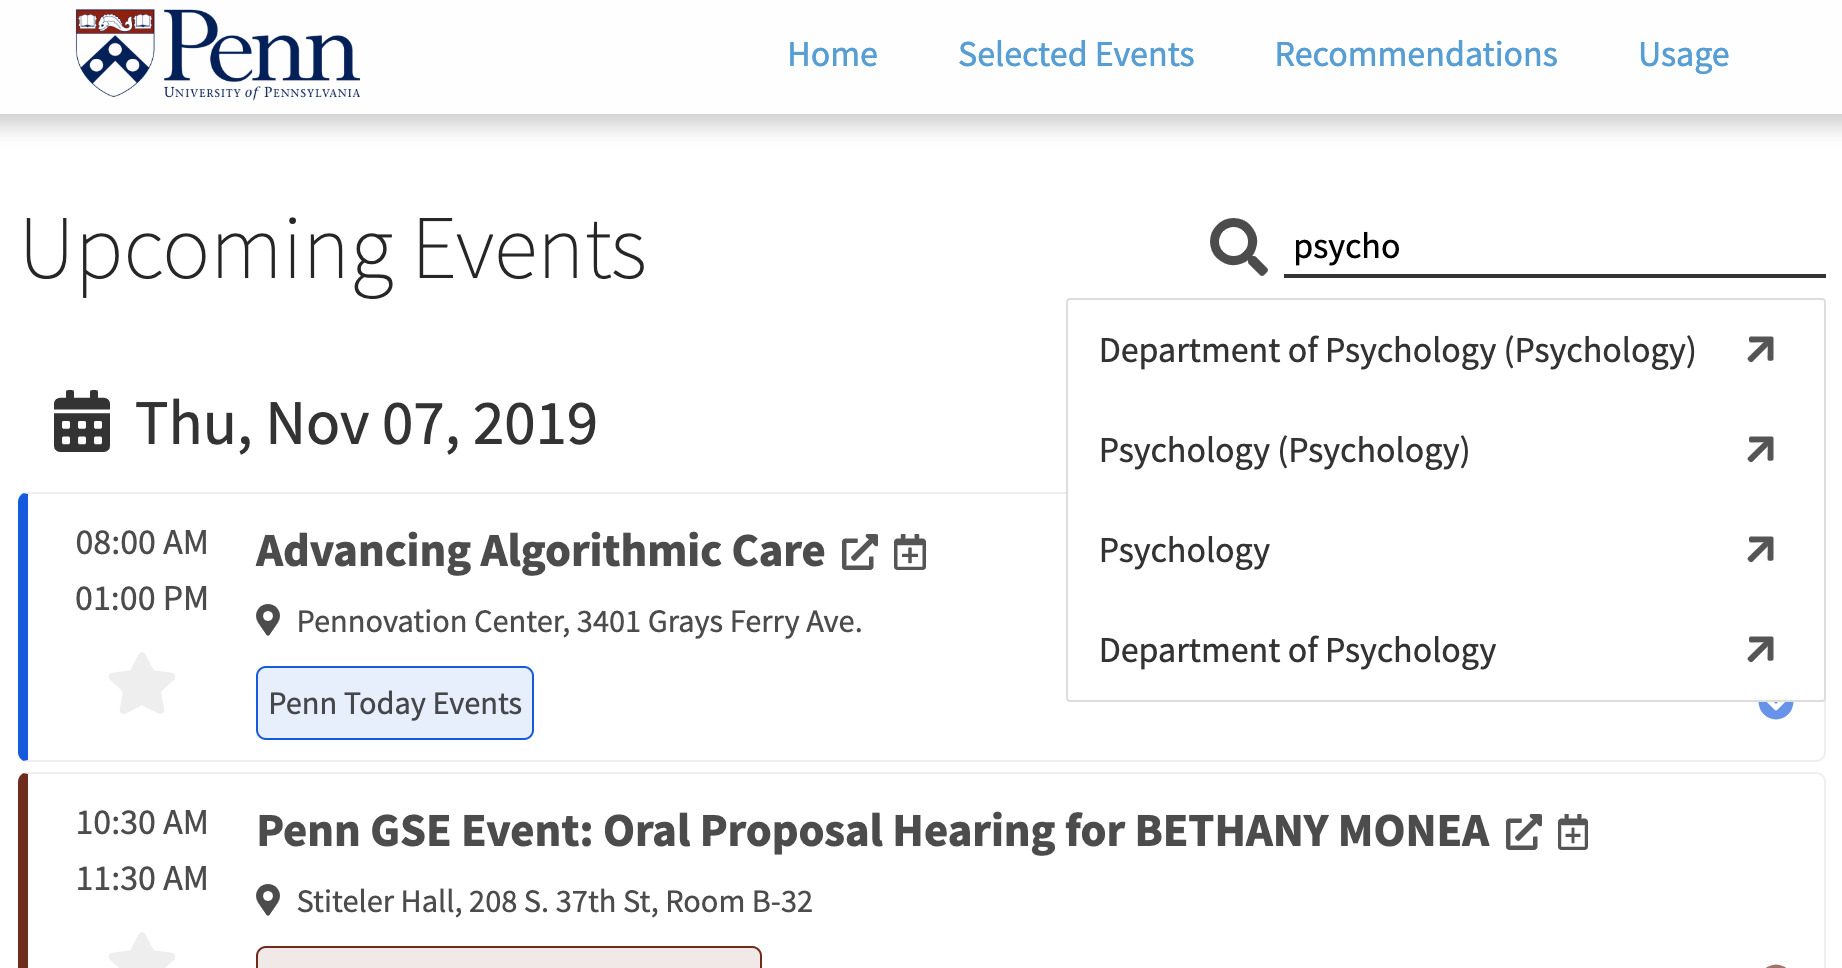 Penn
UNIVERSITY of PENNSYLVANIA
Home
Selected Events
Recommendations
Usage
Upcoming Events
psycho
Department of Psychology (Psychology)
Psychology (Psychology)
Psychology
Department of Psychology
Thu, Nov 07, 2019
08:00 AM
01:00 PM
Advancing Algorithmic Care
Pennovation Center, 3401 Grays Ferry Ave.
Penn Today Events
10:30 AM
11:30 AM
Penn GSE Event: Oral Proposal Hearing for BETHANY MONEA
Stiteler Hall, 208 S. 37th St, Room B-32